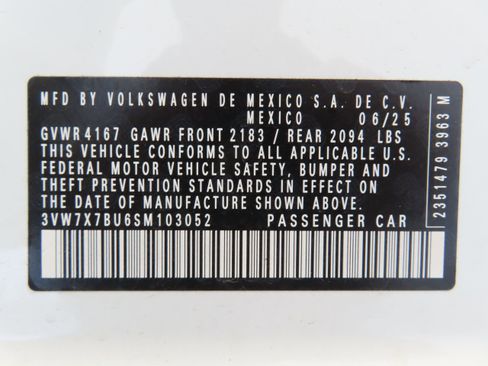 MFD BY VOLKSWAGEN DE MEXICO S.A. DE C.V.
MEXICO 06/25
GVWR 4167 GAWR FRONT 2183 / REAR 2094 LBS
THIS VEHICLE CONFORMS TO ALL APPLICABLE U.S.
FEDERAL MOTOR VEHICLE SAFETY, BUMPER AND
THEFT PREVENTION STANDARDS IN EFFECT ON
THE DATE OF MANUFACTURE SHOWN ABOVE.
3VW7X7BU6SM103052 PASSENGER CAR
2351479 3963 M